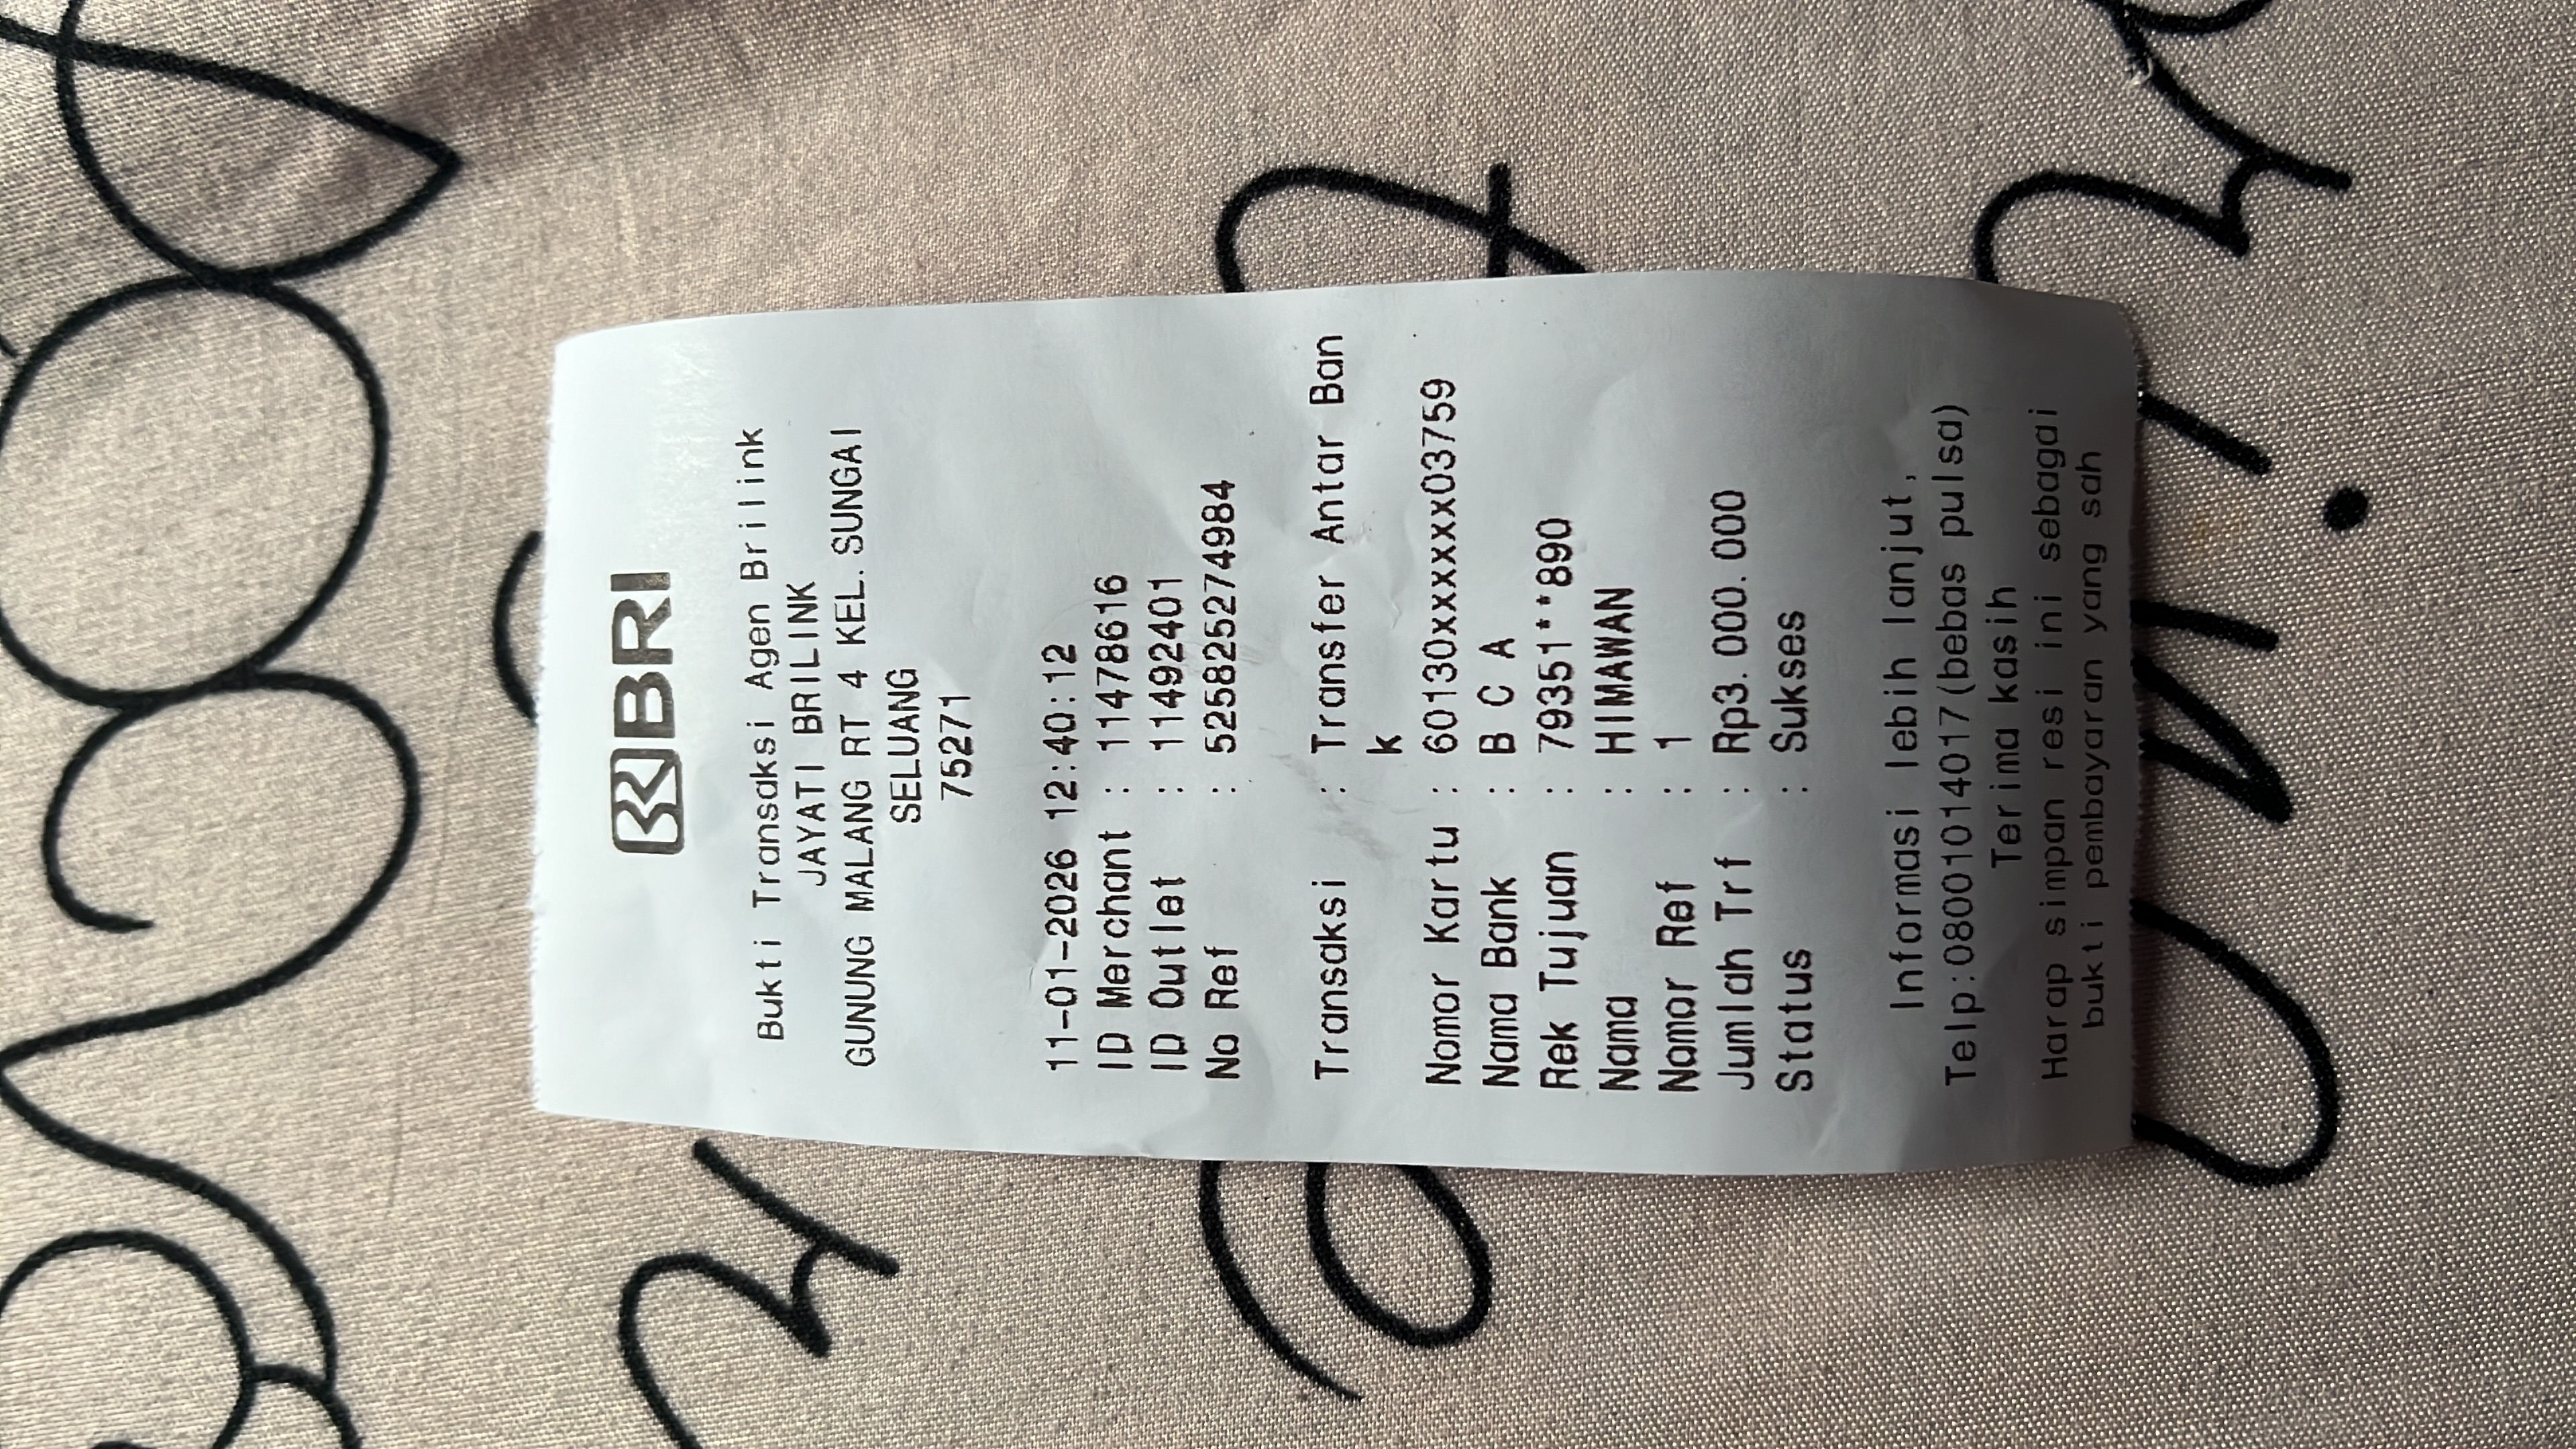 BRI
Bukti Transaksi Agen Brilink
JAYATI BRILINK
GUNUNG MALANG RT 4 KEL.SUNGAI
SELUANG
75271
11-01-2026 12:40:12
ID Merchant : 11478616
ID Outlet : 11492401
No Ref : 525825274984
Transaksi : Transfer Antar Ban
k
Nomor Kartu : 60130xxxxxxx03759
Nama Bank : B C A
Rek Tujuan : 79351**890
Nama : HIMAWAN
Nomor Ref : 1
Jumlah Trf : Rp3.000.000
Status : Sukses
Informasi lebih lanjut,
Telp:08001014017(bebas pulsa)
Terima kasih
Harap simpan resi ini sebagai
bukti pembayaran yang sah